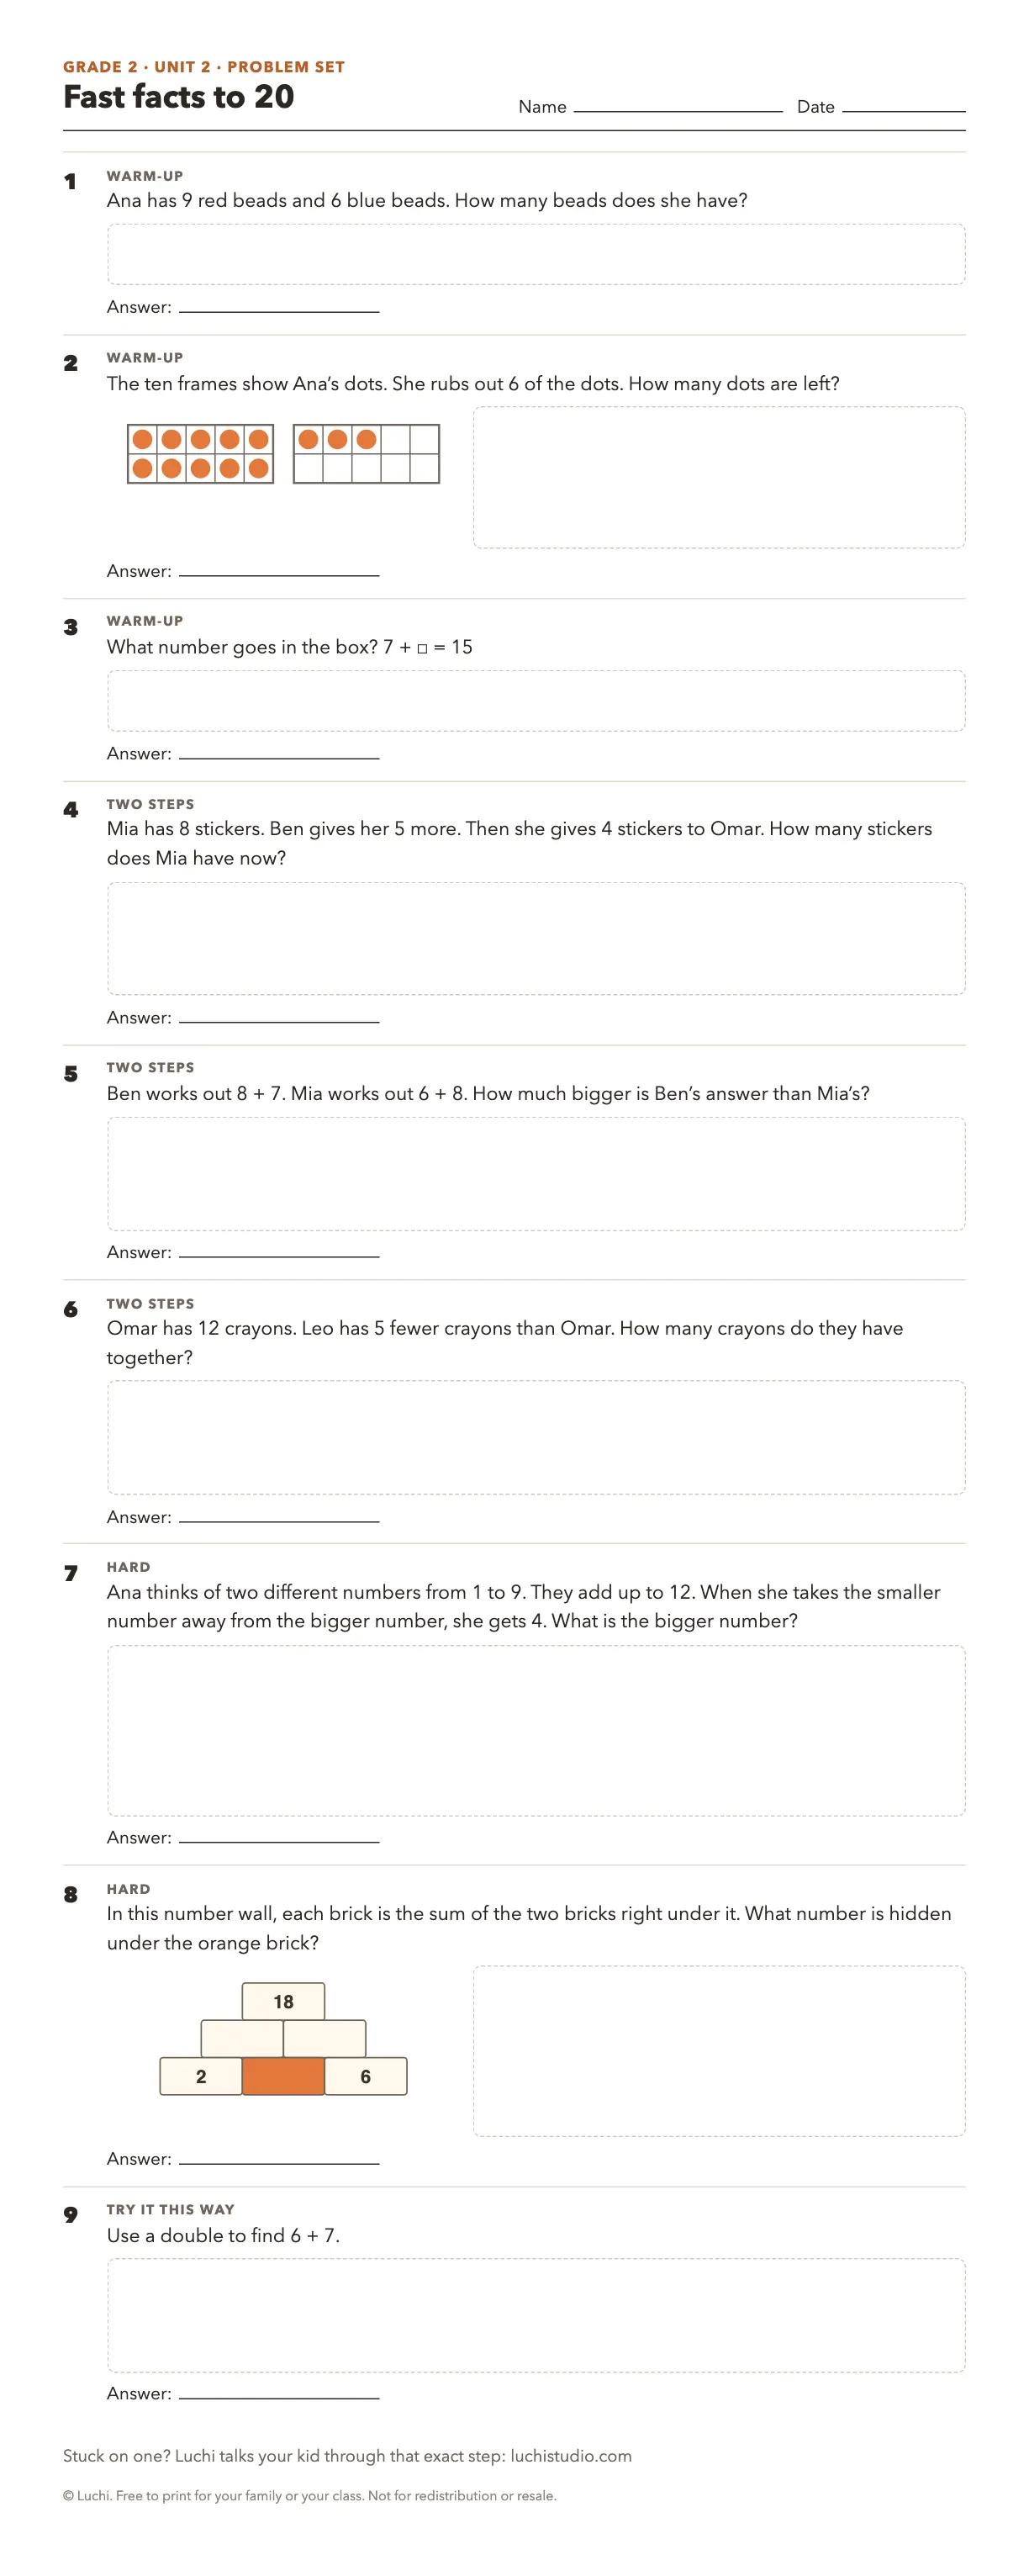 GRADE 2 · UNIT 2 · PROBLEM SET
Fast facts to 20
Name
Date
1
WARM-UP
Ana has 9 red beads and 6 blue beads. How many beads does she have?
Answer:
2
WARM-UP
The ten frames show Ana’s dots. She rubs out 6 of the dots. How many dots are left?
Answer:
3
WARM-UP
What number goes in the box? 7 + □ = 15
Answer:
4
TWO STEPS
Mia has 8 stickers. Ben gives her 5 more. Then she gives 4 stickers to Omar. How many stickers
does Mia have now?
Answer:
5
TWO STEPS
Ben works out 8 + 7. Mia works out 6 + 8. How much bigger is Ben’s answer than Mia’s?
Answer:
6
TWO STEPS
Omar has 12 crayons. Leo has 5 fewer crayons than Omar. How many crayons do they have
together?
Answer:
7
HARD
Ana thinks of two different numbers from 1 to 9. They add up to 12. When she takes the smaller
number away from the bigger number, she gets 4. What is the bigger number?
Answer:
8
HARD
In this number wall, each brick is the sum of the two bricks right under it. What number is hidden
under the orange brick?
18
2 6
Answer:
9
TRY IT THIS WAY
Use a double to find 6 + 7.
Answer:
Stuck on one? Luchi talks your kid through that exact step: luchistudio.com
© Luchi. Free to print for your family or your class. Not for redistribution or resale.